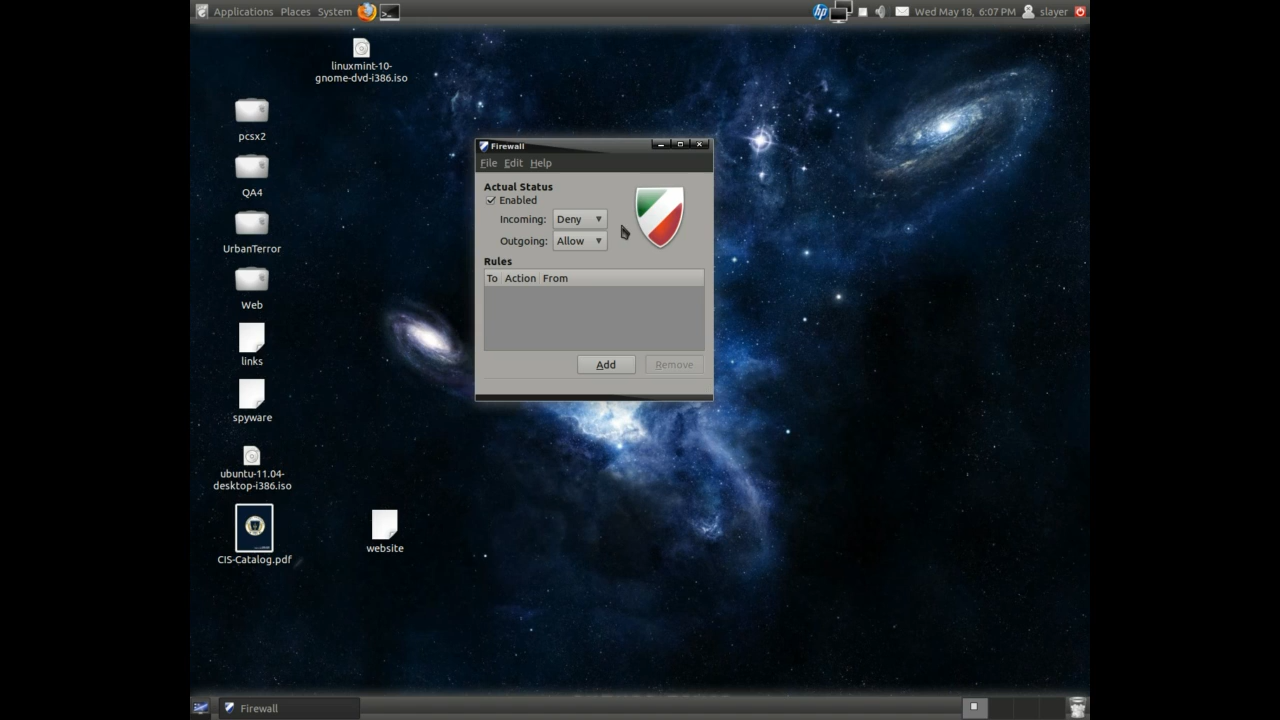 Applications Places System
Wed May 18, 6:07 PM slayer
linuxmint-10-
gnome-dvd-i386.iso
pcsx2
QA4
UrbanTerror
Web
links
spyware
ubuntu-11.04-
desktop-i386.iso
CIS-Catalog.pdf
website
Firewall
File Edit Help
Actual Status
Enabled
Incoming: Deny
Outgoing: Allow
Rules
To Action From
Add Remove
Firewall